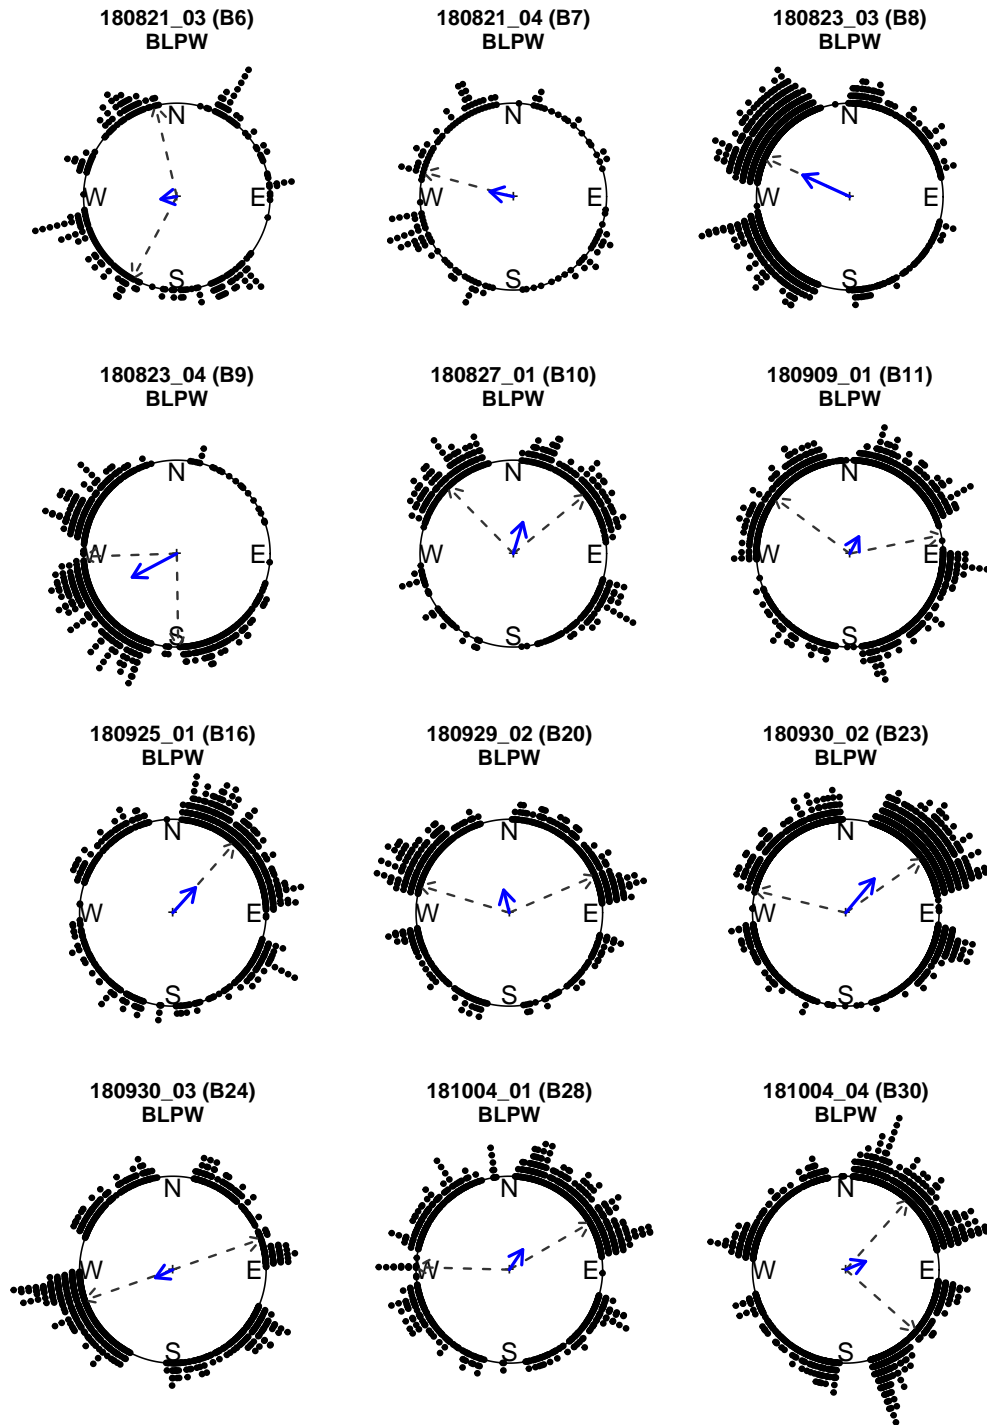 180821_03 (B6)
BLPW
N
W
E
S
180821_04 (B7)
BLPW
N
W
E
S
180823_03 (B8)
BLPW
N
W
E
S
180823_04 (B9)
BLPW
N
W
E
S
180827_01 (B10)
BLPW
N
W
E
S
180909_01 (B11)
BLPW
N
W
E
S
180925_01 (B16)
BLPW
N
W
E
S
180929_02 (B20)
BLPW
N
W
E
S
180930_02 (B23)
BLPW
N
W
E
S
180930_03 (B24)
BLPW
N
W
E
S
181004_01 (B28)
BLPW
N
W
E
S
181004_04 (B30)
BLPW
N
W
E
S